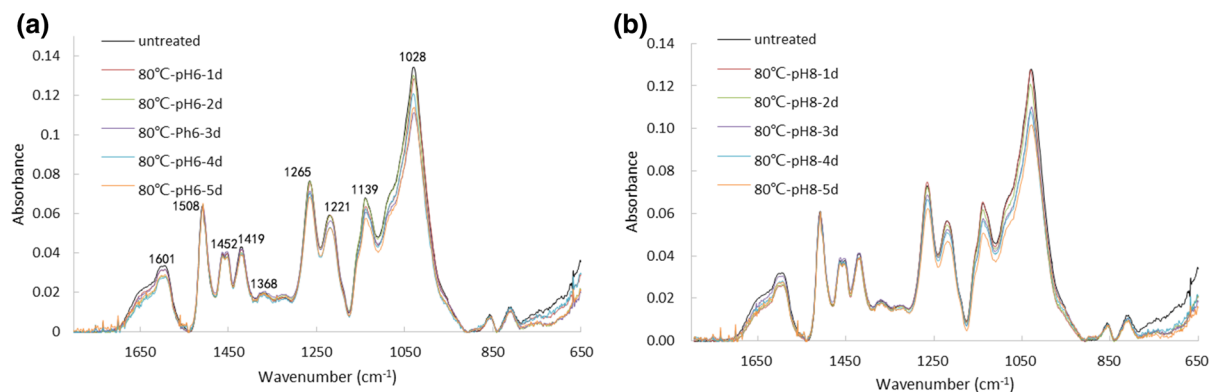 (a)
untreated
80℃-pH6-1d
80℃-pH6-2d
80℃-Ph6-3d
80℃-pH6-4d
80℃-pH6-5d
0.14
0.12
0.1
0.08
0.06
0.04
0.02
0
Absorbance
1601
1508
1452
1419
1368
1265
1221
1139
1028
1650
1450
1250
1050
850
650
Wavenumber (cm-1)
(b)
untreated
80℃-pH8-1d
80℃-pH8-2d
80℃-pH8-3d
80℃-pH8-4d
80℃-pH8-5d
0.14
0.12
0.10
0.08
0.06
0.04
0.02
0.00
Absorbance
1650
1450
1250
1050
850
650
Wavenumber (cm-1)